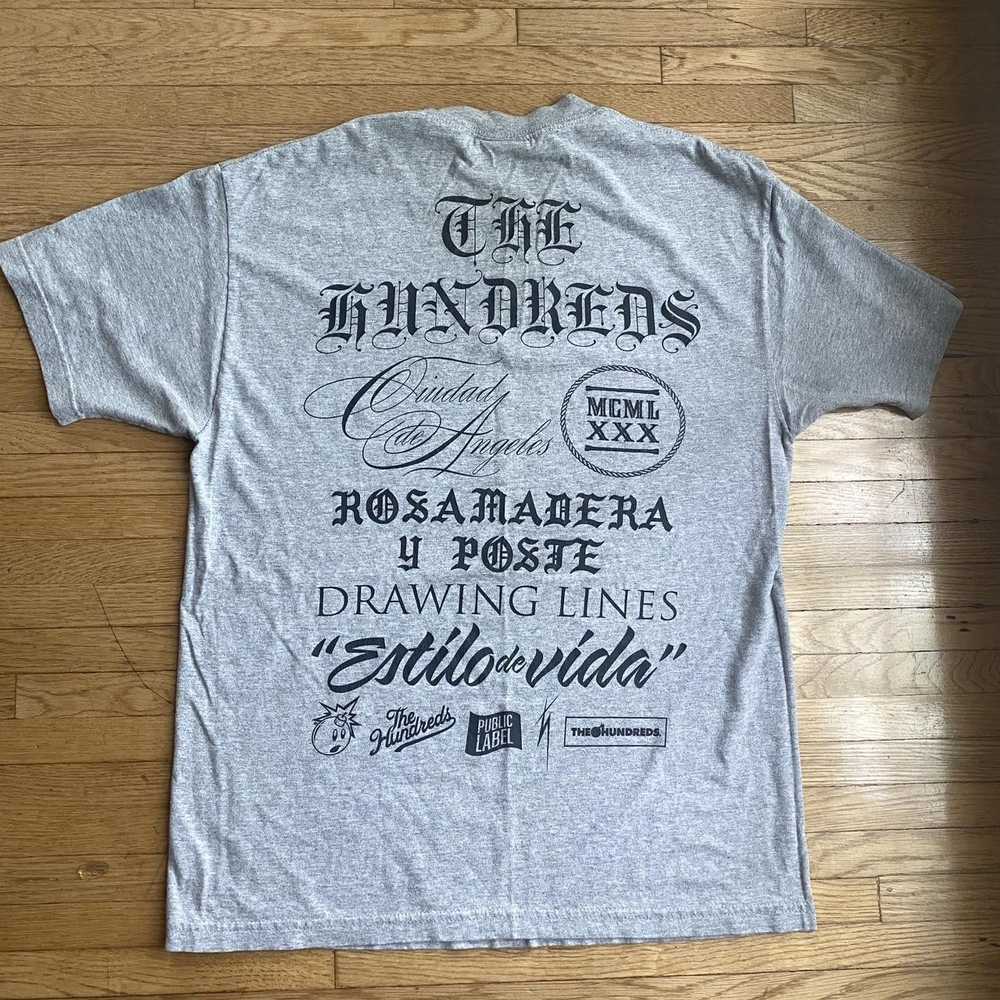 THE
HUNDREDS
Ciudad
de Angeles
MCML
XXX
ROSAMADERA
Y POSTE
DRAWING LINES
"Estilo de vida"
The
Hundreds
PUBLIC
LABEL
THE HUNDREDS.